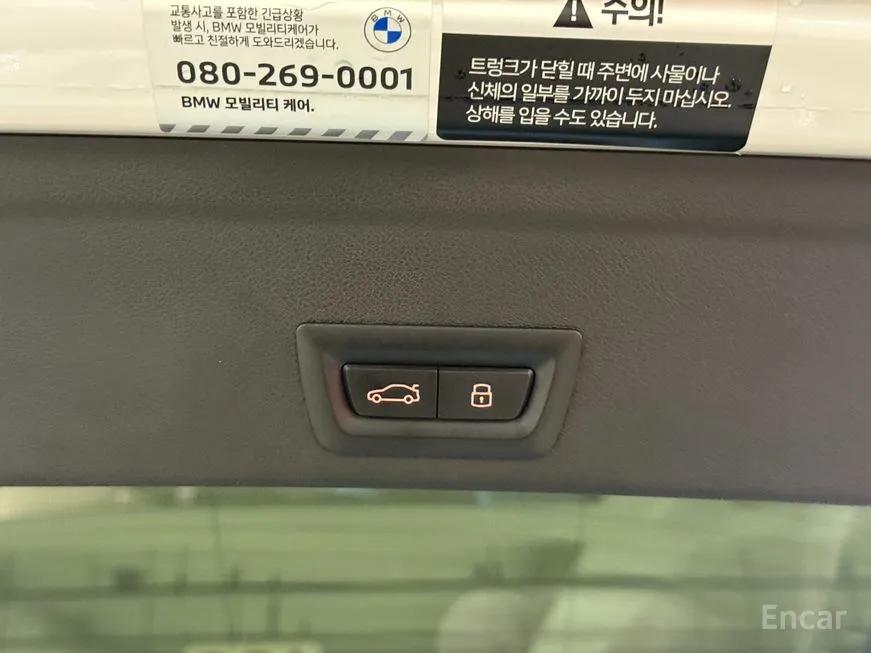 교통사고를 포함한 긴급상황
발생 시, BMW 모빌리티케어가
빠르고 친절하게 도와드리겠습니다.
BMW
080-269-0001
BMW 모빌리티 케어.
주의!
트렁크가 닫힐 때 주변에 사물이나
신체의 일부를 가까이 두지 마십시오.
상해를 입을 수도 있습니다.
Encar